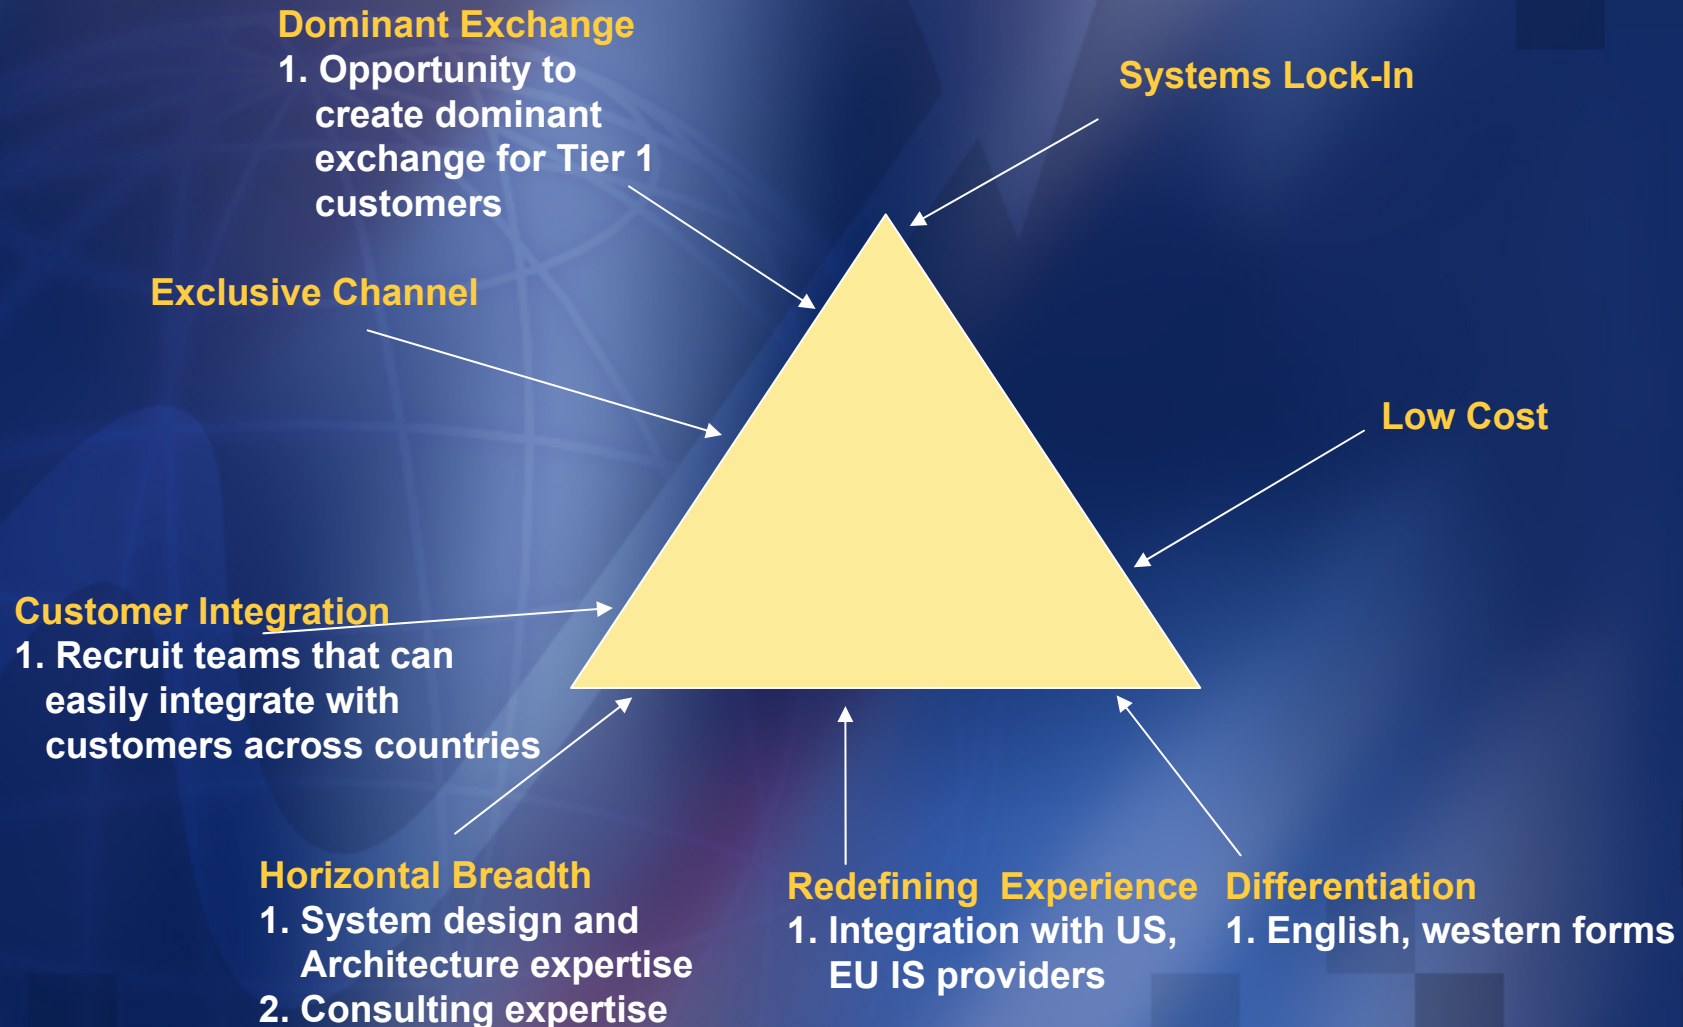 Dominant Exchange
1. Opportunity to
create dominant
exchange for Tier 1
customers
Systems Lock-In
Exclusive Channel
Low Cost
Customer Integration
1. Recruit teams that can
easily integrate with
customers across countries
Horizontal Breadth
1. System design and
Architecture expertise
2. Consulting expertise
Redefining Experience
1. Integration with US,
EU IS providers
Differentiation
1. English, western forms